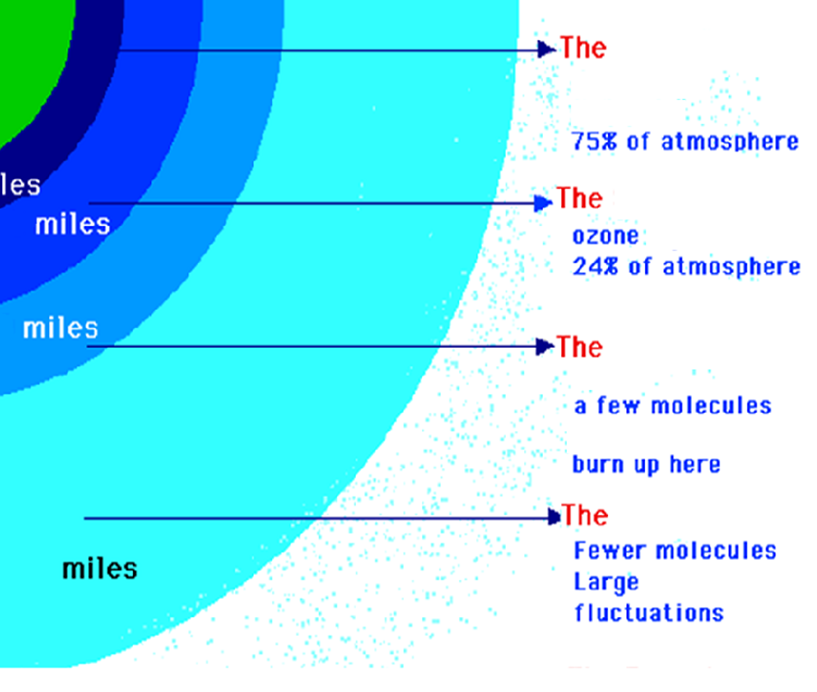 The
75% of atmosphere
les
miles
The
ozone
24% of atmosphere
miles
The
a few molecules
burn up here
The
Fewer molecules
Large
fluctuations
miles